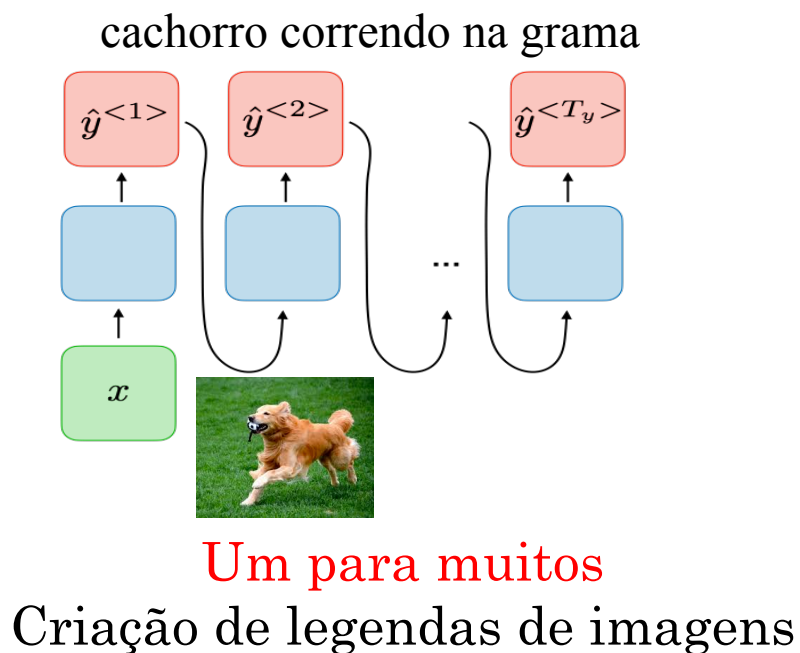 cachorro correndo na grama
ŷ<1> ŷ<2> ŷ<Ty>
...
x
Um para muitos
Criação de legendas de imagens